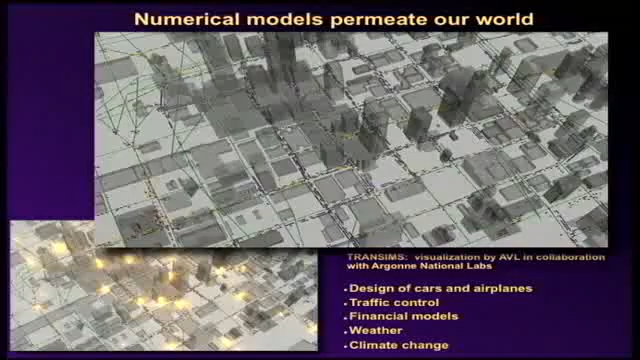 Numerical models permeate our world
TRANSIMS: visualization by AVL in collaboration
with Argonne National Labs
Design of cars and airplanes
Traffic control
Financial models
Weather
Climate change